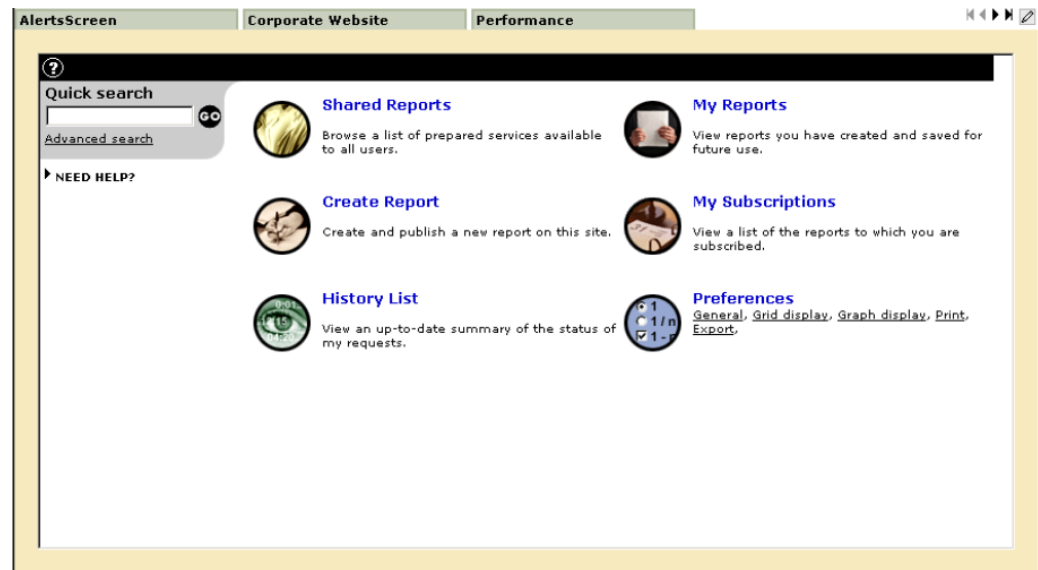 AlertsScreen
Corporate Website
Performance
?
Quick search
GO
Advanced search
NEED HELP?
Shared Reports
Browse a list of prepared services available
to all users.
My Reports
View reports you have created and saved for
future use.
Create Report
Create and publish a new report on this site.
My Subscriptions
View a list of the reports to which you are
subscribed.
History List
View an up-to-date summary of the status of
my requests.
Preferences
General, Grid display, Graph display, Print,
Export,
31
1
1/n